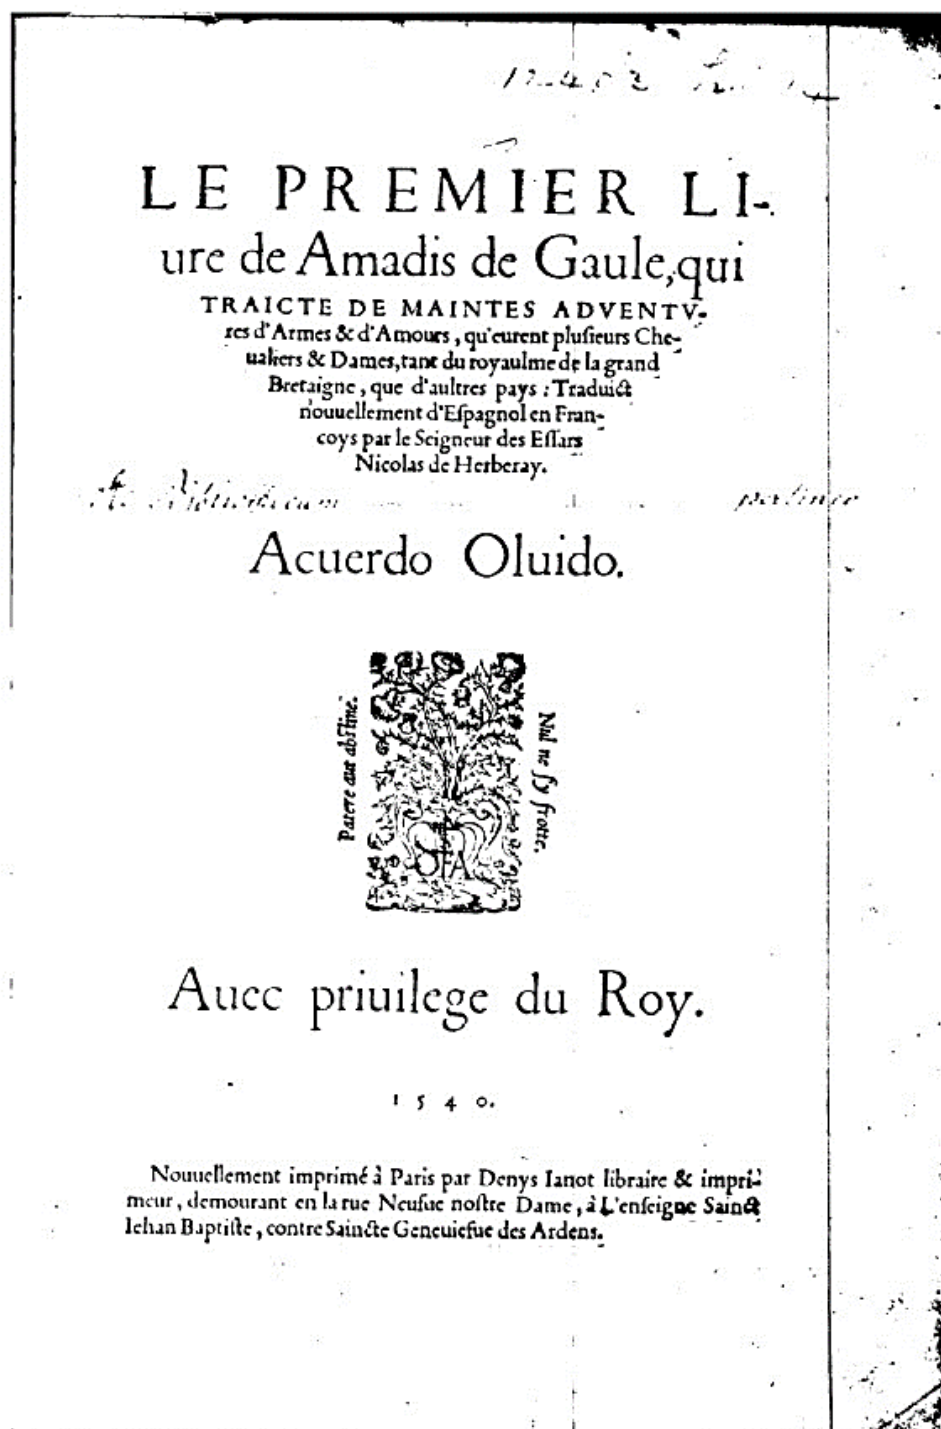 LE PREMIER LI-
ure de Amadis de Gaule, qui
TRAICTE DE MAINTES ADVENTV-
res d'Armes & d'Amours, qu'eurent plusieurs Che-
ualiers & Dames, tant du royaulme de la grand
Bretaigne, que d'aultres pays : Traduict
nouuellement d'Espagnol en Fran-
coys par le Seigneur des Essars
Nicolas de Herberay.
Bibliothecam pertinet
Acuerdo Oluido.
Patere aut abstine.
Nul ne s'y frotte.
Auec priuilege du Roy.
1540.
Nouuellement imprimé à Paris par Denys Ianot libraire & impri-
meur, demourant en la rue Neufue nostre Dame, à L'enseigne Sainct
Iehan Baptiste, contre Saincte Geneuiefue des Ardens.